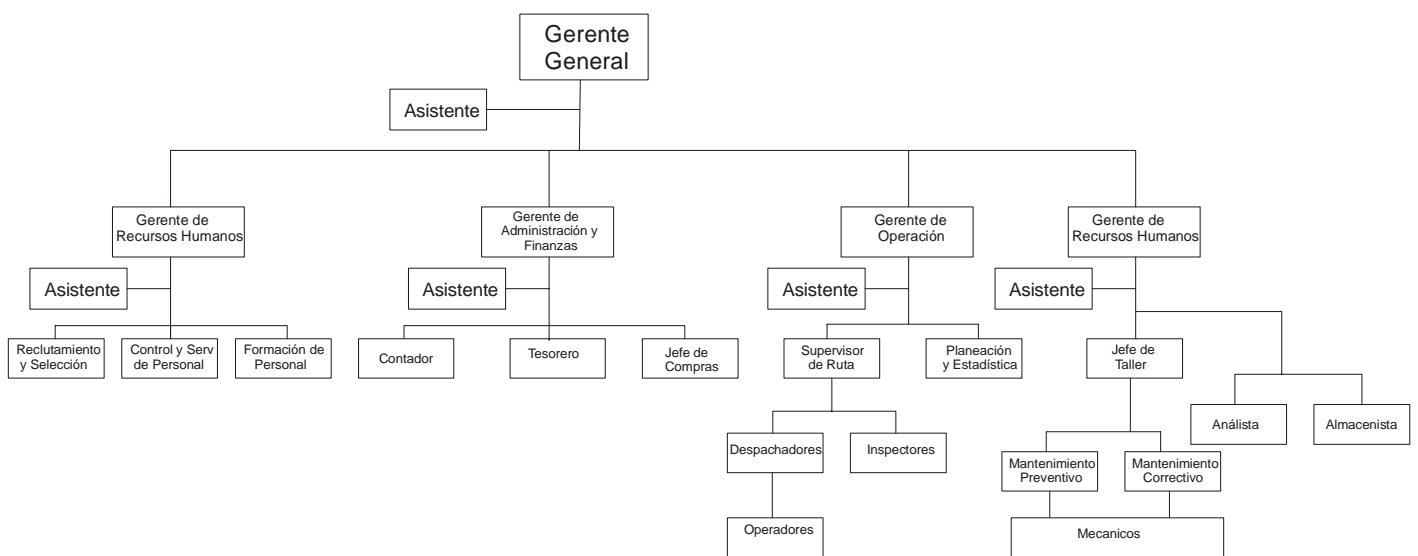 Gerente
General
Asistente
Gerente de
Recursos Humanos
Gerente de
Administración y
Finanzas
Gerente de
Operación
Gerente de
Recursos Humanos
Asistente
Asistente
Asistente
Asistente
Reclutamiento
y Selección
Control y Serv
de Personal
Formación de
Personal
Contador
Tesorero
Jefe de
Compras
Supervisor
de Ruta
Planeación
y Estadística
Jefe de
Taller
Análista
Almacenista
Despachadores
Inspectores
Mantenimiento
Preventivo
Mantenimiento
Correctivo
Operadores
Mecanicos